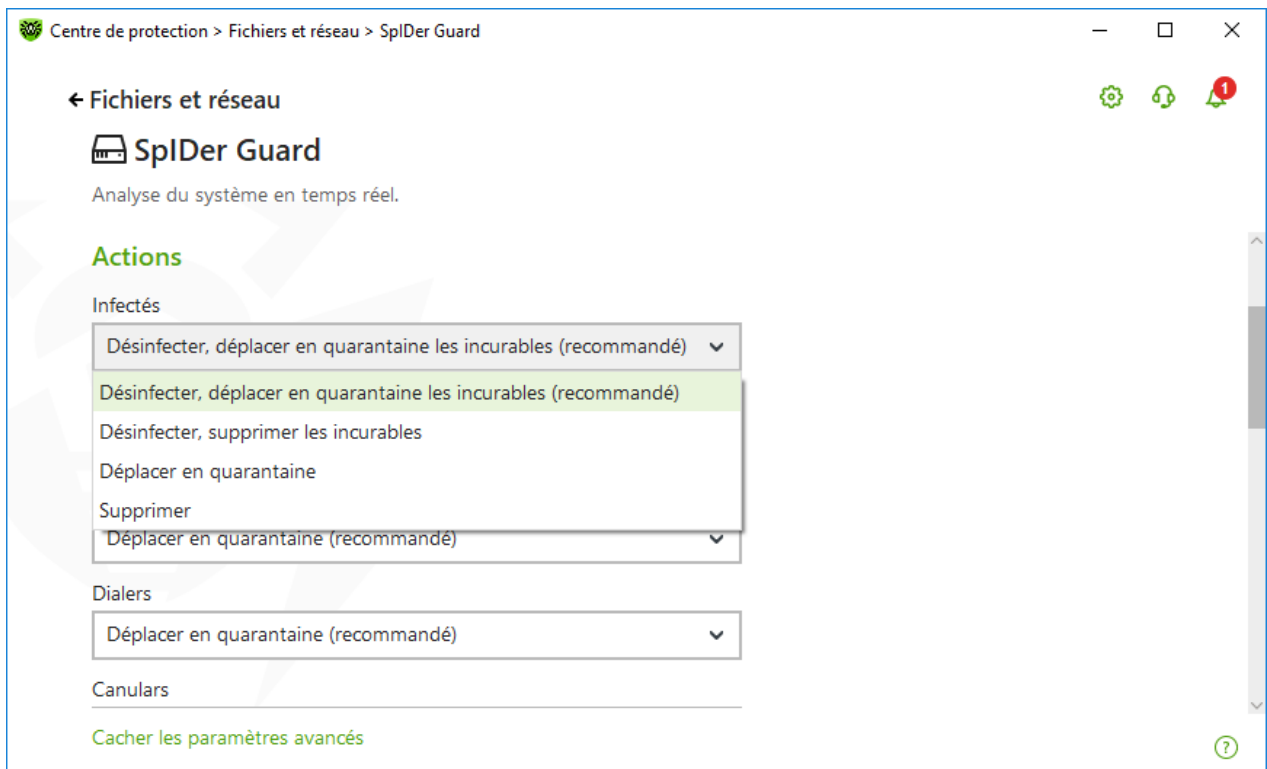 Centre de protection > Fichiers et réseau > SpIDer Guard
Fichiers et réseau
1
SpIDer Guard
Analyse du système en temps réel.
Actions
Infectés
Désinfecter, déplacer en quarantaine les incurables (recommandé)
Désinfecter, déplacer en quarantaine les incurables (recommandé)
Désinfecter, supprimer les incurables
Déplacer en quarantaine
Supprimer
Déplacer en quarantaine (recommandé)
Dialers
Déplacer en quarantaine (recommandé)
Canulars
Cacher les paramètres avancés
?